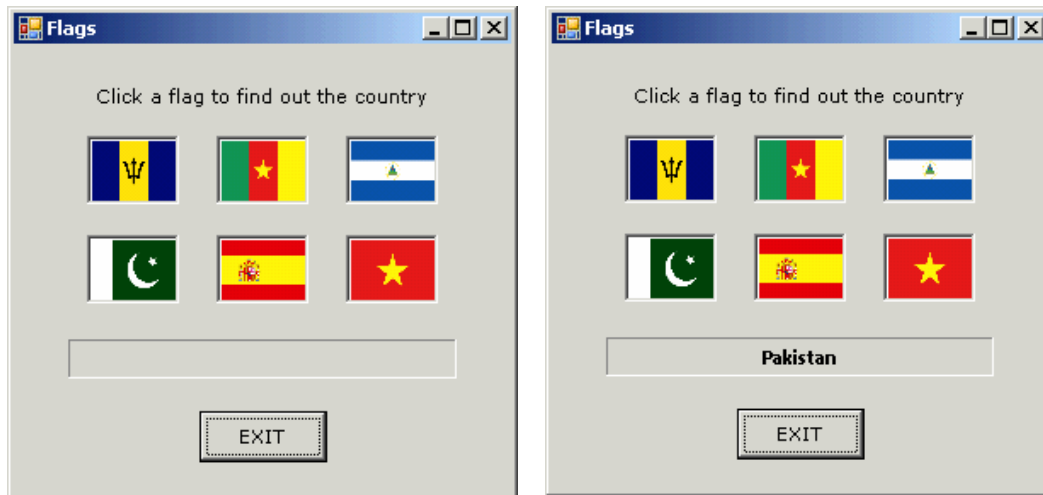 Flags
Click a flag to find out the country
EXIT
Flags
Click a flag to find out the country
Pakistan
EXIT